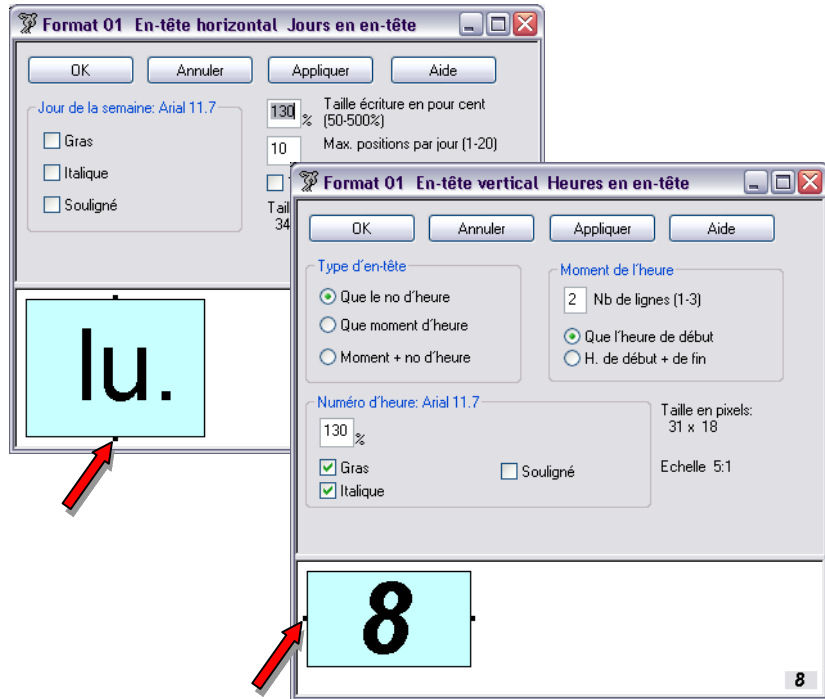 Format 01 En-tête horizontal Jours en en-tête
OK Annuler Appliquer Aide
Jour de la semaine: Arial 11.7
Gras
Italique
Souligné
130 % Taille écriture en pour cent
(50-500%)
10 Max. positions par jour (1-20)
Tail
34
lu.
Format 01 En-tête vertical Heures en en-tête
OK Annuler Appliquer Aide
Type d´en-tête
Que le no d´heure
Que moment d´heure
Moment + no d´heure
Moment de l´heure
2 Nb de lignes (1-3)
Que l´heure de début
H. de début + de fin
Numéro d´heure: Arial 11.7
130 %
Gras
Italique
Souligné
Taille en pixels:
31 x 18
Echelle 5:1
8
8